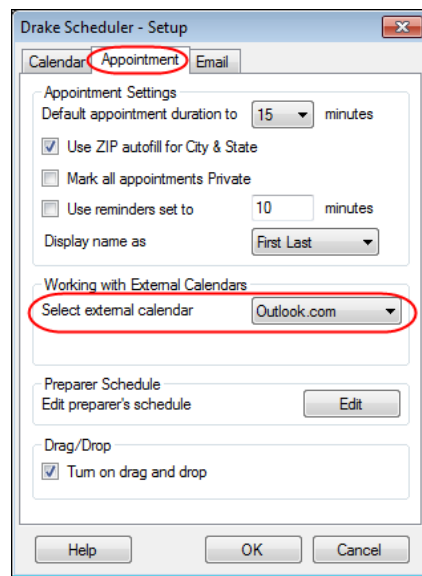 Drake Scheduler - Setup
Calendar Appointment Email
Appointment Settings
Default appointment duration to 15 minutes
Use ZIP autofill for City & State
Mark all appointments Private
Use reminders set to 10 minutes
Display name as First Last
Working with External Calendars
Select external calendar Outlook.com
Preparer Schedule
Edit preparer's schedule Edit
Drag/Drop
Turn on drag and drop
Help OK Cancel